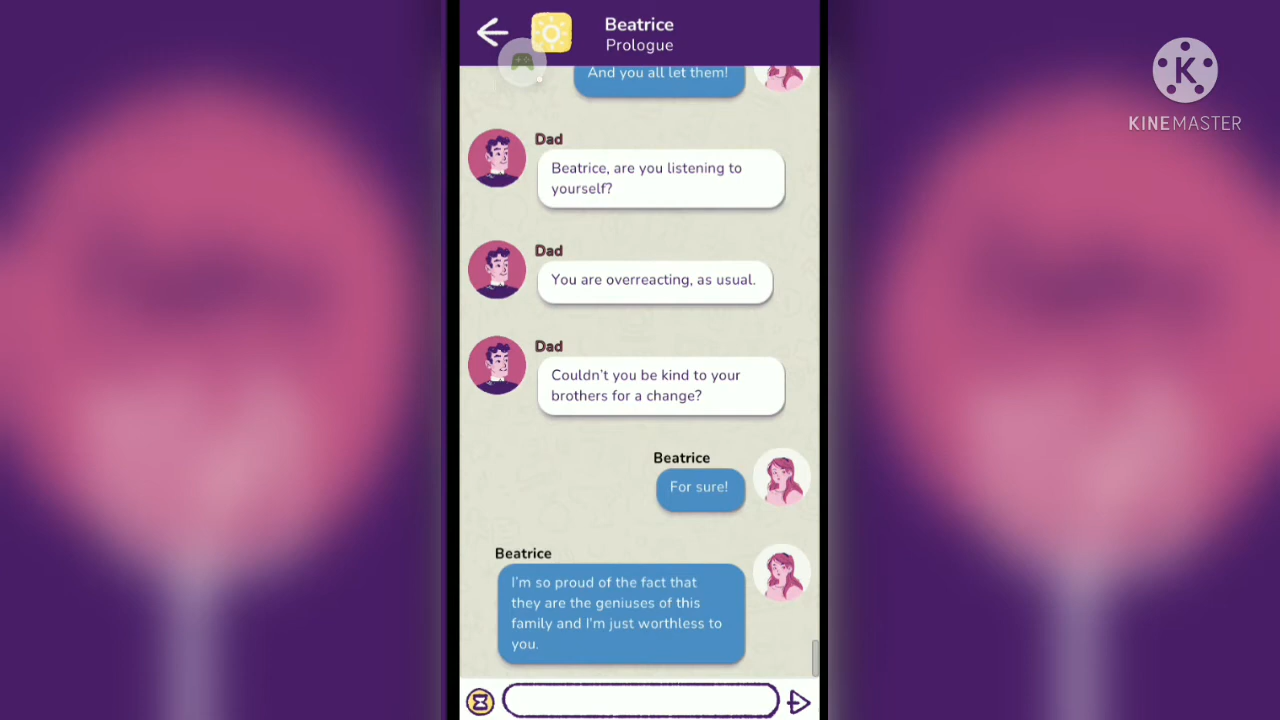 Beatrice
Prologue
K
KINEMASTER
And you all let them!
Dad
Beatrice, are you listening to
yourself?
Dad
You are overreacting, as usual.
Dad
Couldn't you be kind to your
brothers for a change?
Beatrice
For sure!
Beatrice
I'm so proud of the fact that
they are the geniuses of this
family and I'm just worthless to
you.